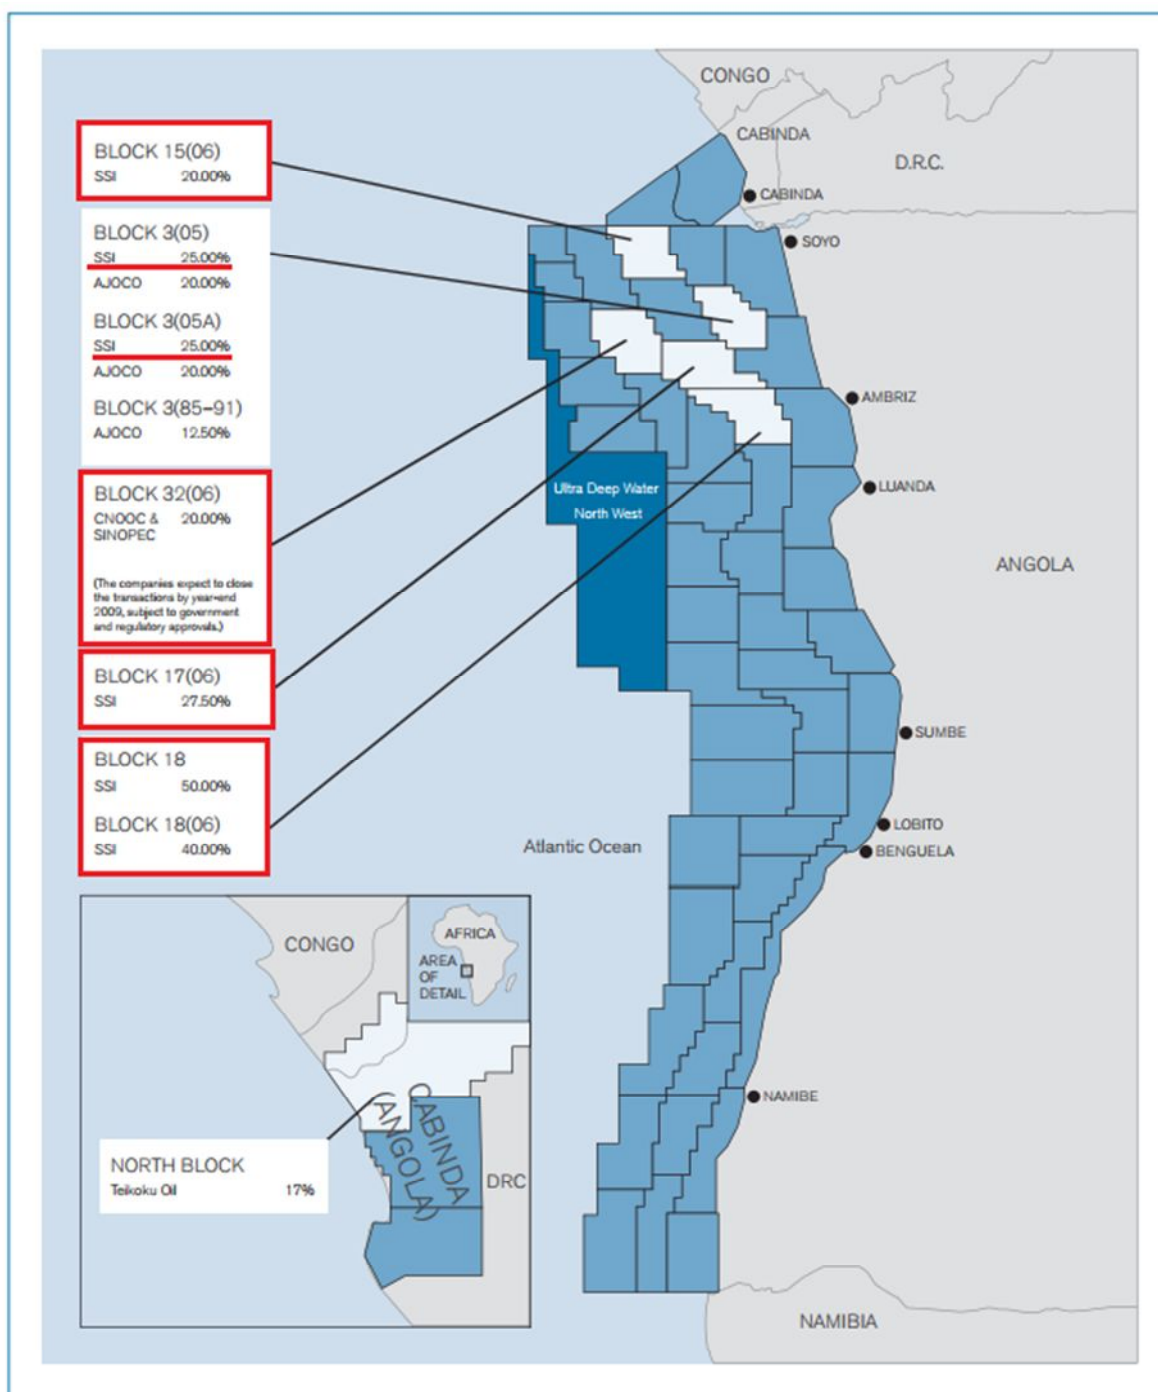 BLOCK 15(06)
SSI 20.00%
BLOCK 3(05)
SSI 25.00%
AJOCO 20.00%
BLOCK 3(05A)
SSI 25.00%
AJOCO 20.00%
BLOCK 3(85–91)
AJOCO 12.50%
BLOCK 32(06)
CNOOC & 20.00%
SINOPEC
(The companies expect to close
the transactions by year-end
2009, subject to government
and regulatory approvals.)
BLOCK 17(06)
SSI 27.50%
BLOCK 18
SSI 50.00%
BLOCK 18(06)
SSI 40.00%
CONGO
CABINDA
D.R.C.
CABINDA
SOYO
AMBRIZ
LUANDA
Ultra Deep Water
North West
ANGOLA
SUMBE
LOBITO
BENGUELA
Atlantic Ocean
NAMIBE
NAMIBIA
CONGO
AFRICA
AREA
OF
DETAIL
CABINDA
(ANGOLA)
DRC
NORTH BLOCK
Teikoku Oil 17%